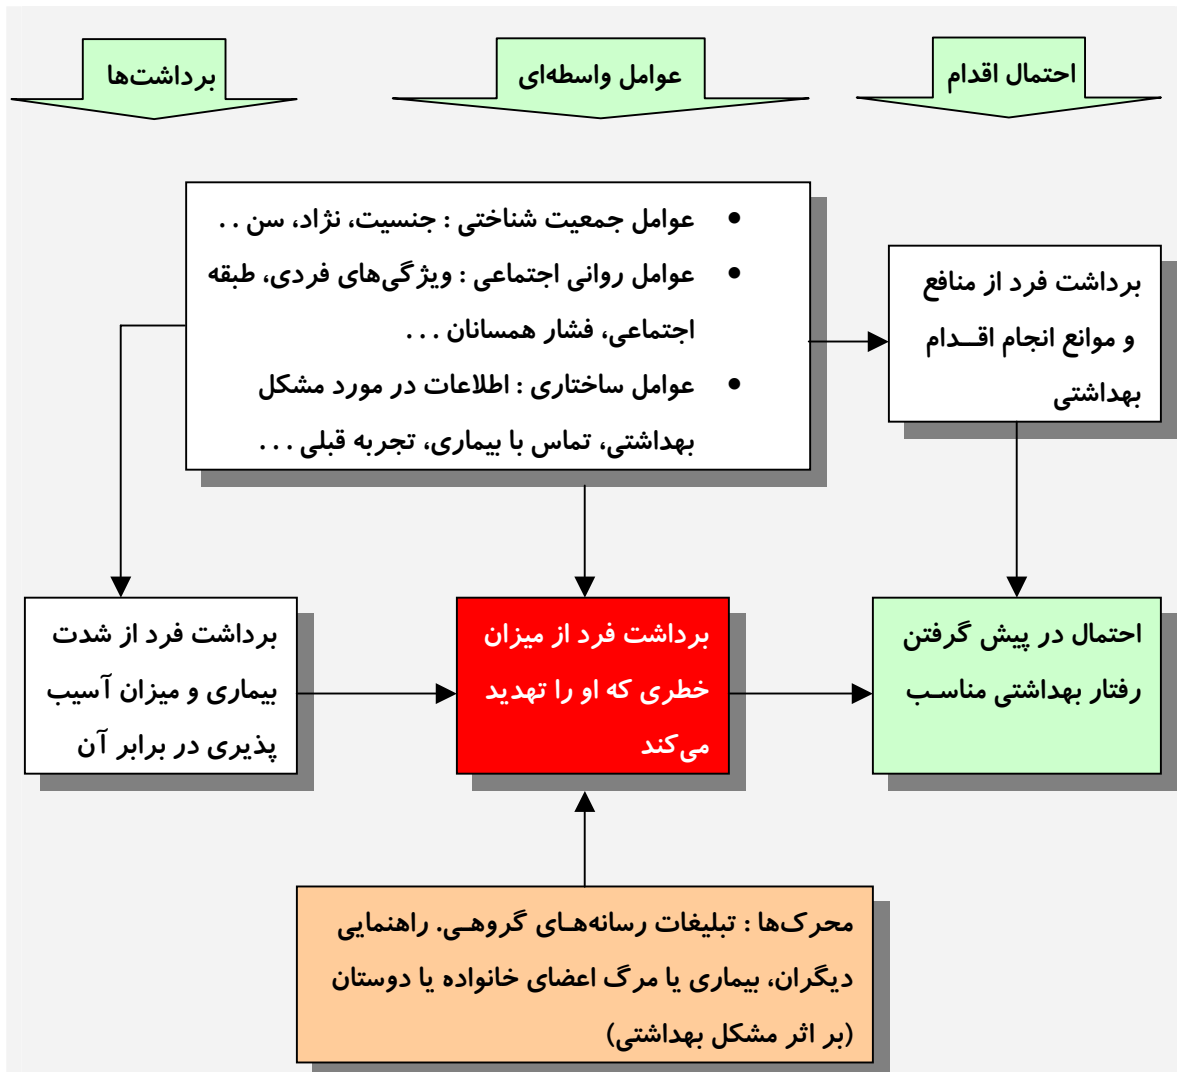 احتمال اقدام
عوامل واسطه‌ای
برداشت‌ها
• عوامل جمعیت شناختی : جنسیت، نژاد، سن . .
• عوامل روانی اجتماعی : ویژگی‌های فردی، طبقه
اجتماعی، فشار همسانان . . .
• عوامل ساختاری : اطلاعات در مورد مشکل
بهداشتی، تماس با بیماری، تجربه قبلی . . .
برداشت فرد از منافع
و موانع انجام اقــدام
بهداشتی
احتمال در پیش گرفتن
رفتار بهداشتی مناسـب
برداشت فرد از میزان
خطری که او را تهدید
می‌کند
برداشت فرد از شدت
بیماری و میزان آسیب
پذیری در برابر آن
محرک‌ها : تبلیغات رسانه‌هـای گروهـی. راهنمایی
دیگران، بیماری یا مرگ اعضای خانواده یا دوستان
(بر اثر مشکل بهداشتی)